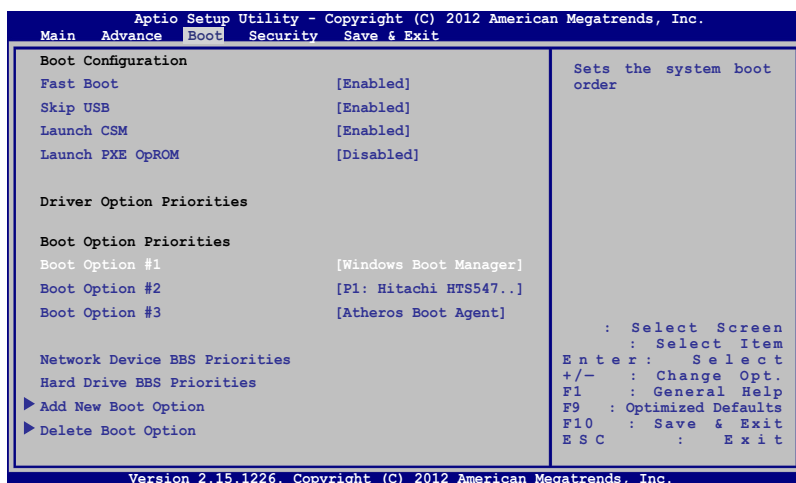 Aptio Setup Utility - Copyright (C) 2012 American Megatrends, Inc.
Main Advance Boot Security Save & Exit
Boot Configuration
Fast Boot [Enabled]
Skip USB [Enabled]
Launch CSM [Enabled]
Launch PXE OpROM [Disabled]
Driver Option Priorities
Boot Option Priorities
Boot Option #1 [Windows Boot Manager]
Boot Option #2 [P1: Hitachi HTS547..]
Boot Option #3 [Atheros Boot Agent]
Network Device BBS Priorities
Hard Drive BBS Priorities
Add New Boot Option
Delete Boot Option
Sets the system boot
order
: Select Screen
: Select Item
Enter: Select
+/— : Change Opt.
F1 : General Help
F9 : Optimized Defaults
F10 : Save & Exit
ESC : Exit
Version 2.15.1226. Copyright (C) 2012 American Megatrends, Inc.